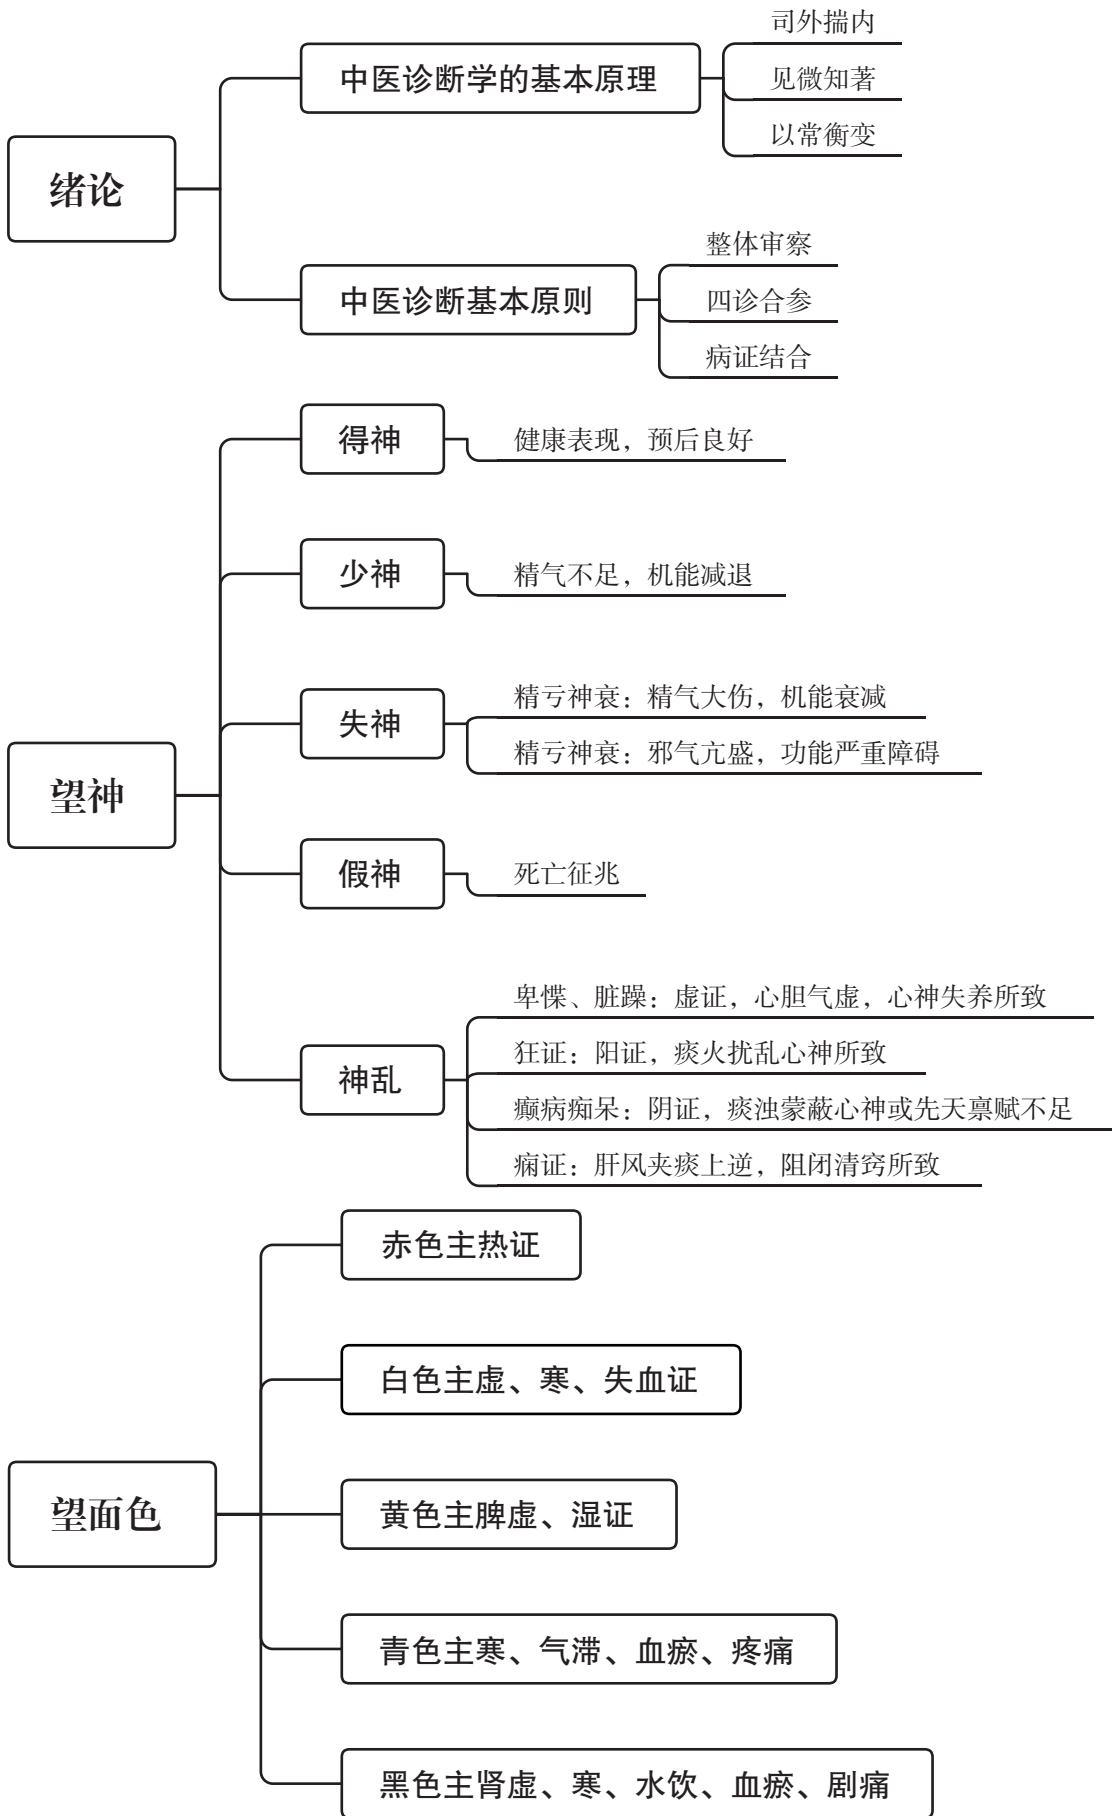 绪论
中医诊断学的基本原理
司外揣内
见微知著
以常衡变
中医诊断基本原则
整体审察
四诊合参
病证结合
望神
得神
健康表现，预后良好
少神
精气不足，机能减退
失神
精亏神衰：精气大伤，机能衰减
精亏神衰：邪气亢盛，功能严重障碍
假神
死亡征兆
神乱
卑惵、脏躁：虚证，心胆气虚，心神失养所致
狂证：阳证，痰火扰乱心神所致
癫病痴呆：阴证，痰浊蒙蔽心神或先天禀赋不足
痫证：肝风夹痰上逆，阻闭清窍所致
望面色
赤色主热证
白色主虚、寒、失血证
黄色主脾虚、湿证
青色主寒、气滞、血瘀、疼痛
黑色主肾虚、寒、水饮、血瘀、剧痛